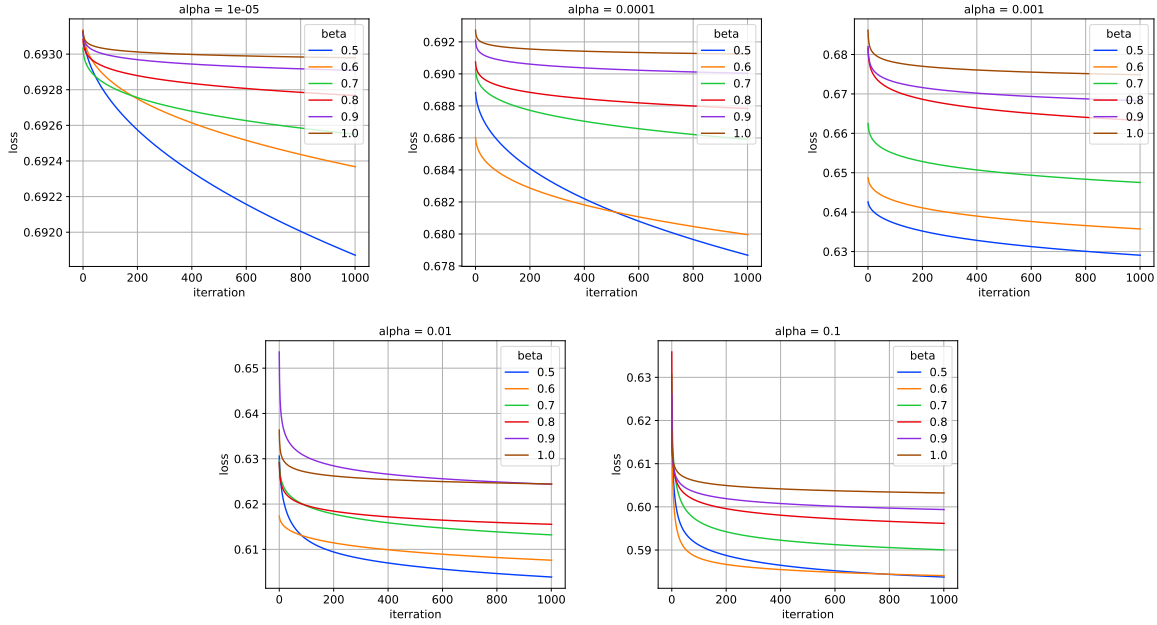 alpha = 1e-05
loss
0.6930
0.6928
0.6926
0.6924
0.6922
0.6920
0 200 400 600 800 1000
iterration
beta
0.5
0.6
0.7
0.8
0.9
1.0
alpha = 0.0001
loss
0.692
0.690
0.688
0.686
0.684
0.682
0.680
0.678
0 200 400 600 800 1000
iterration
beta
0.5
0.6
0.7
0.8
0.9
1.0
alpha = 0.001
loss
0.68
0.67
0.66
0.65
0.64
0.63
0 200 400 600 800 1000
iterration
beta
0.5
0.6
0.7
0.8
0.9
1.0
alpha = 0.01
loss
0.65
0.64
0.63
0.62
0.61
0 200 400 600 800 1000
iterration
beta
0.5
0.6
0.7
0.8
0.9
1.0
alpha = 0.1
loss
0.63
0.62
0.61
0.60
0.59
0 200 400 600 800 1000
iterration
beta
0.5
0.6
0.7
0.8
0.9
1.0